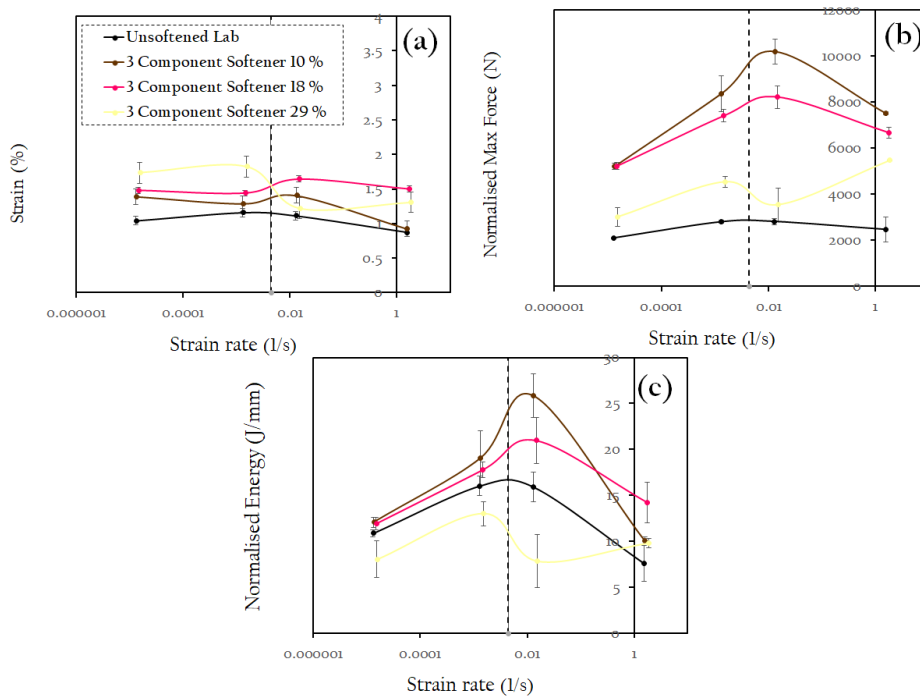 (a)
Unsoftened Lab
3 Component Softener 10 %
3 Component Softener 18 %
3 Component Softener 29 %
4
3.5
3
2.5
2
1.5
1
0.5
0
Strain (%)
0.000001
0.0001
0.01
1
Strain rate (1/s)
(b)
12000
10000
8000
6000
4000
2000
0
Normalised Max Force (N)
0.000001
0.0001
0.01
1
Strain rate (1/s)
(c)
30
25
20
15
10
5
0
Normalised Energy (J/mm)
0.000001
0.0001
0.01
1
Strain rate (1/s)